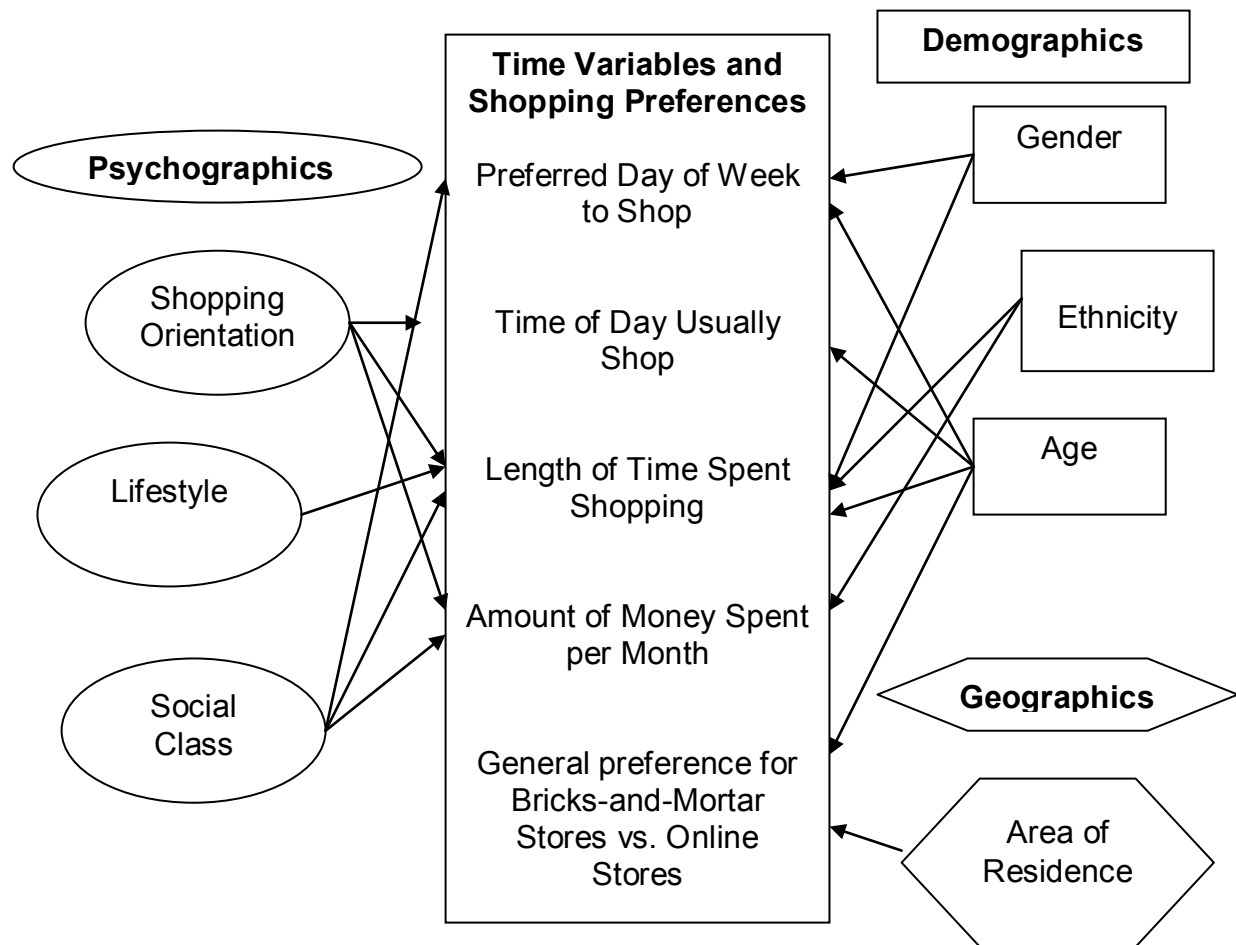 Psychographics
Shopping
Orientation
Lifestyle
Social
Class
Time Variables and
Shopping Preferences
Preferred Day of Week
to Shop
Time of Day Usually
Shop
Length of Time Spent
Shopping
Amount of Money Spent
per Month
General preference for
Bricks-and-Mortar
Stores vs. Online
Stores
Demographics
Gender
Ethnicity
Age
Geographics
Area of
Residence